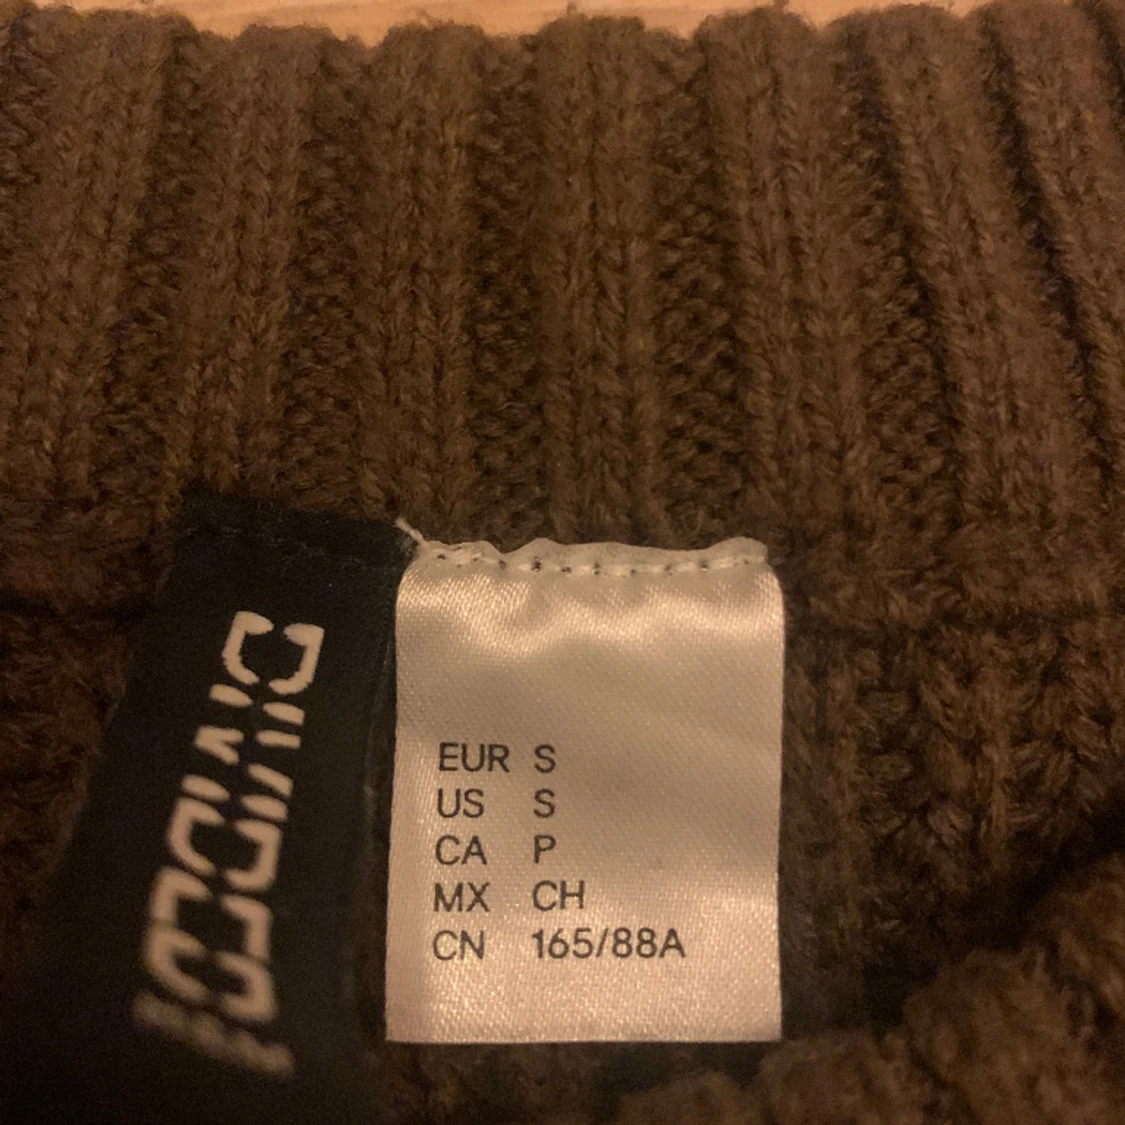 EUR S
US S
CA P
MX CH
CN 165/88A